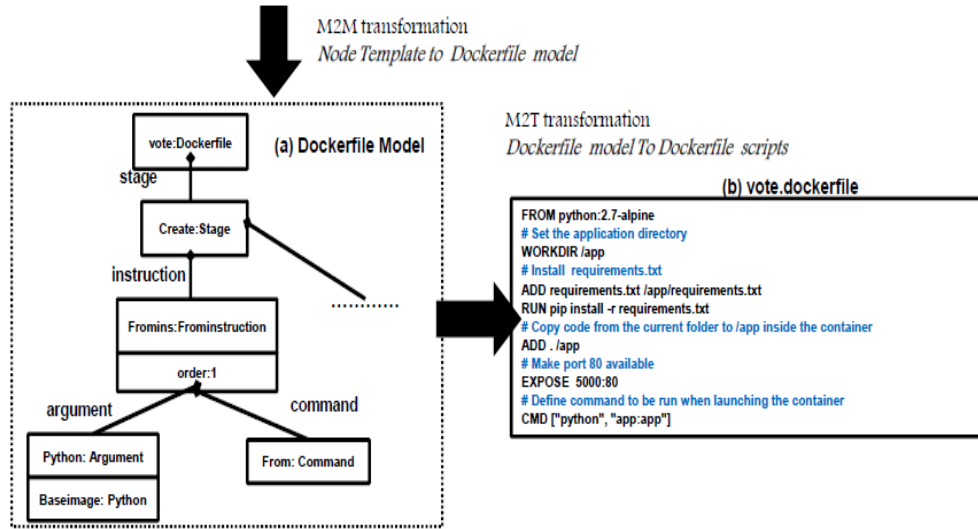 M2M transformation
Node Template to Dockerfile model
vote:Dockerfile
(a) Dockerfile Model
stage
Create:Stage
instruction
............
Fromins:Frominstruction
order:1
argument
command
Python: Argument
Baseimage: Python
From: Command
M2T transformation
Dockerfile model To Dockerfile scripts
(b) vote.dockerfile
FROM python:2.7-alpine
# Set the application directory
WORKDIR /app
# Install requirements.txt
ADD requirements.txt /app/requirements.txt
RUN pip install -r requirements.txt
# Copy code from the current folder to /app inside the container
ADD . /app
# Make port 80 available
EXPOSE 5000:80
# Define command to be run when launching the container
CMD ["python", "app:app"]